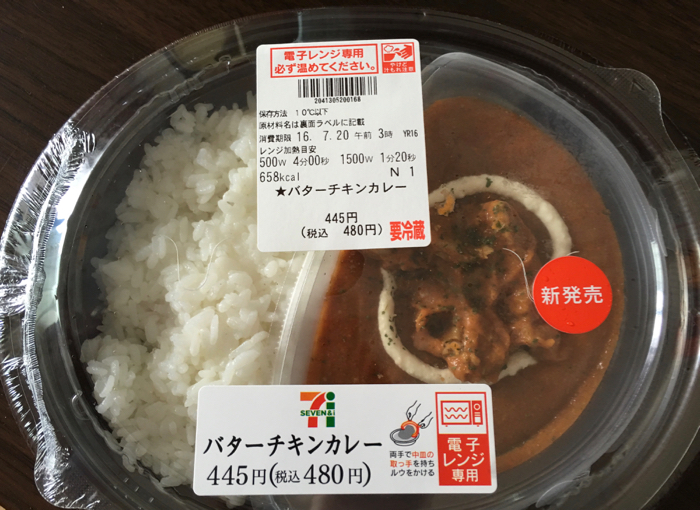 電子レンジ専用
必ず温めてください。
やけど
汁もれ注意
2041305200168
保存方法 10℃以下
原材料名は裏面ラベルに記載
消費期限 16. 7.20 午前 3時 YR16
レンジ加熱目安
500W 4分00秒 1500W 1分20秒
658kcal N 1
★バターチキンカレー
445円
(税込 480円)
要冷蔵
新発売
SEVEN&i
バターチキンカレー
445円(税込480円)
両手で中皿の
取っ手を持ち
ルウをかける
電子
レンジ
専用